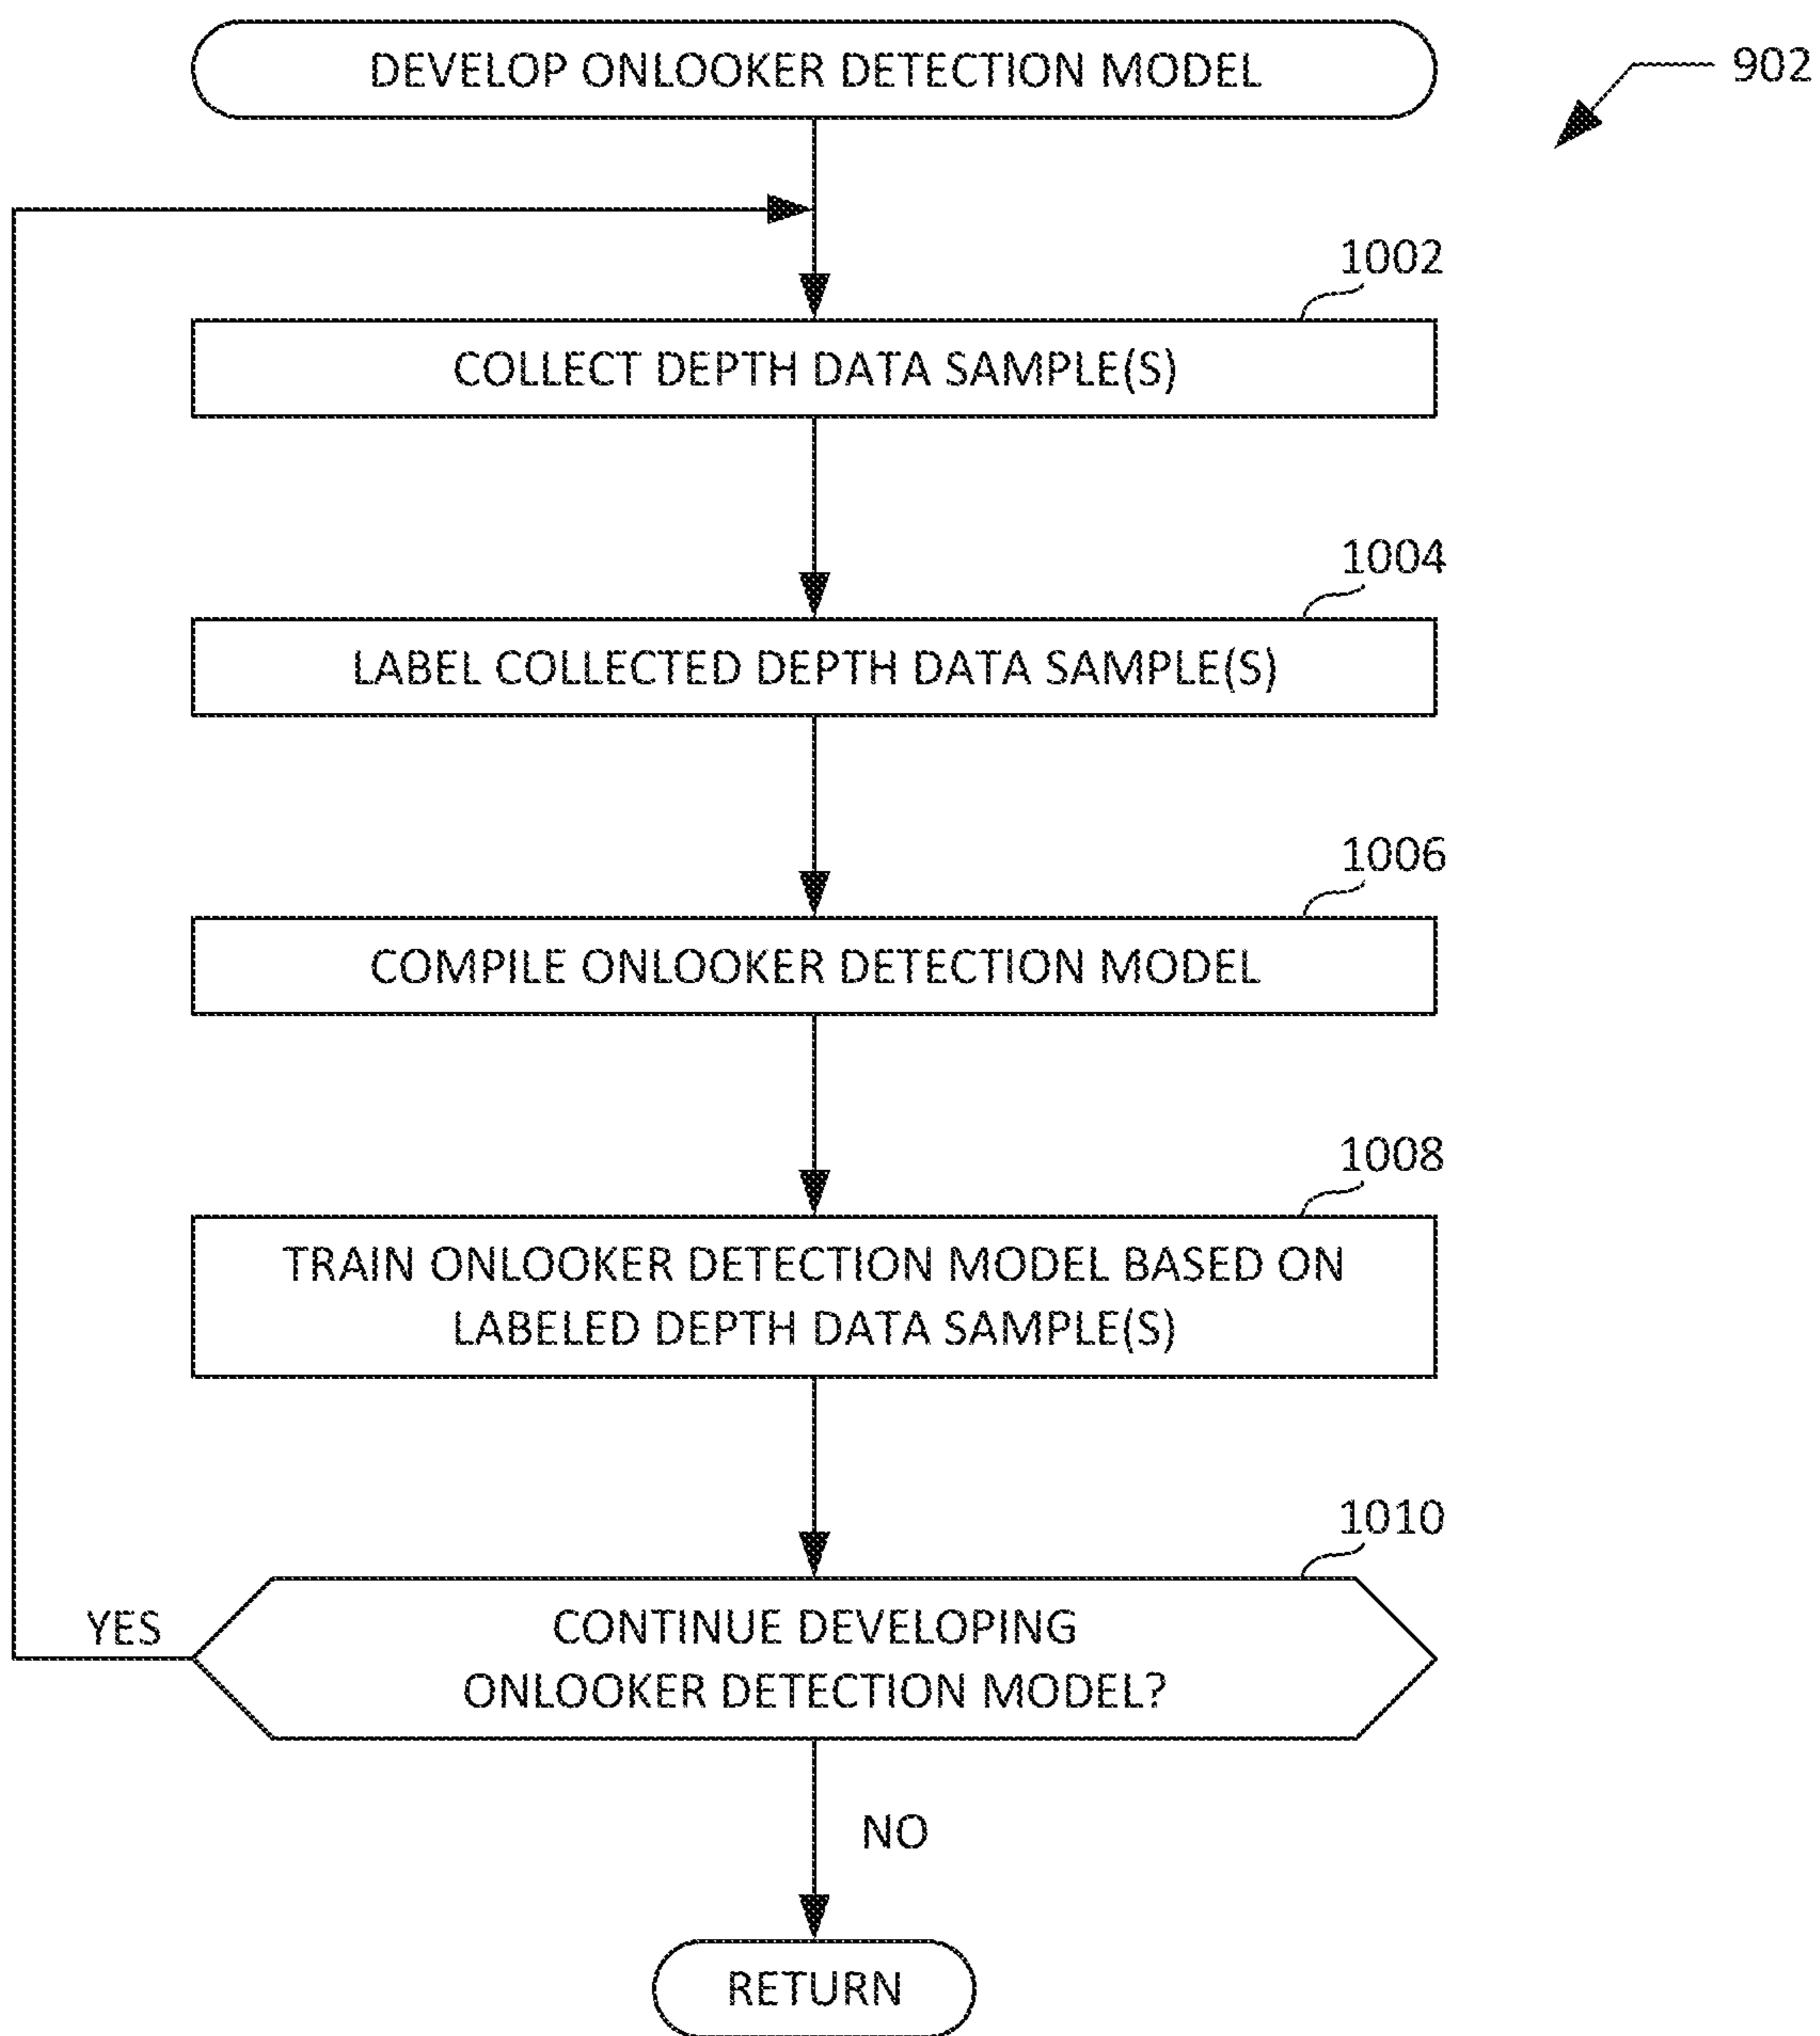 DEVELOP ONLOOKER DETECTION MODEL
902
1002
COLLECT DEPTH DATA SAMPLE(S)
1004
LABEL COLLECTED DEPTH DATA SAMPLE(S)
1006
COMPILE ONLOOKER DETECTION MODEL
1008
TRAIN ONLOOKER DETECTION MODEL BASED ON
LABELED DEPTH DATA SAMPLE(S)
1010
YES
CONTINUE DEVELOPING
ONLOOKER DETECTION MODEL?
NO
RETURN